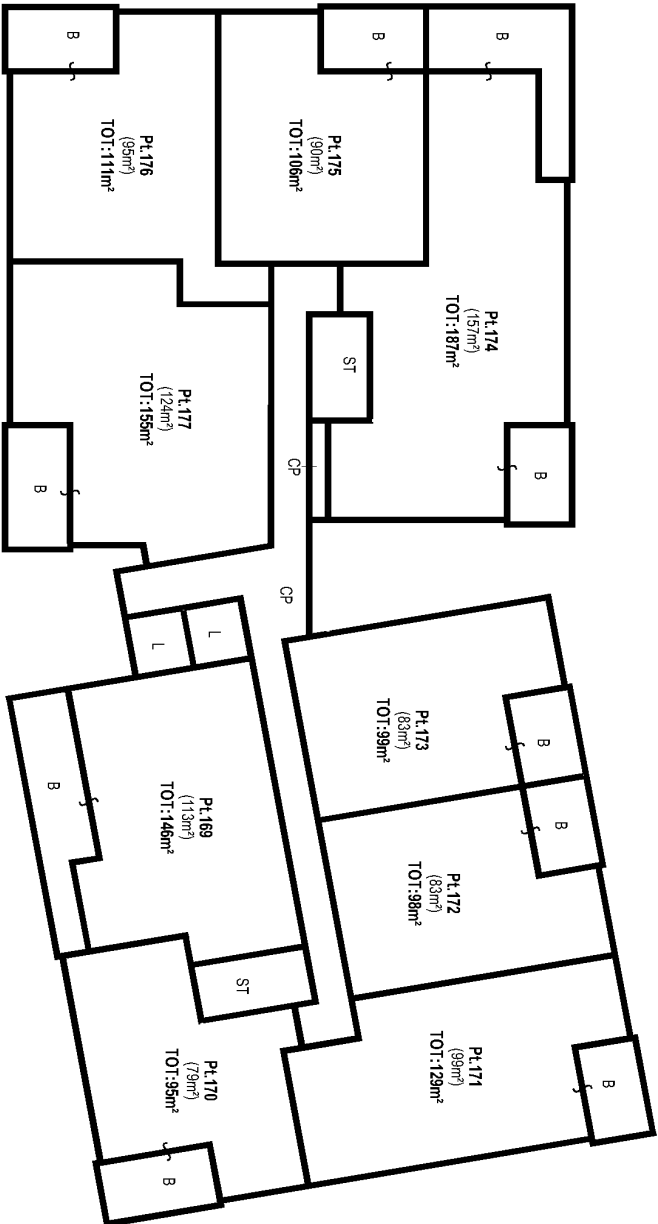 B
B
B
Pt.176
(95m²)
TOT:111m²
Pt.175
(90m²)
TOT:106m²
Pt.174
(157m²)
TOT:187m²
ST
Pt.177
(124m²)
TOT:155m²
CP
B
B
CP
L
L
Pt.173
(83m²)
TOT:99m²
B
B
Pt.169
(113m²)
TOT:146m²
B
Pt.172
(83m²)
TOT:98m²
ST
Pt.170
(79m²)
TOT:95m²
Pt.171
(99m²)
TOT:129m²
B
B